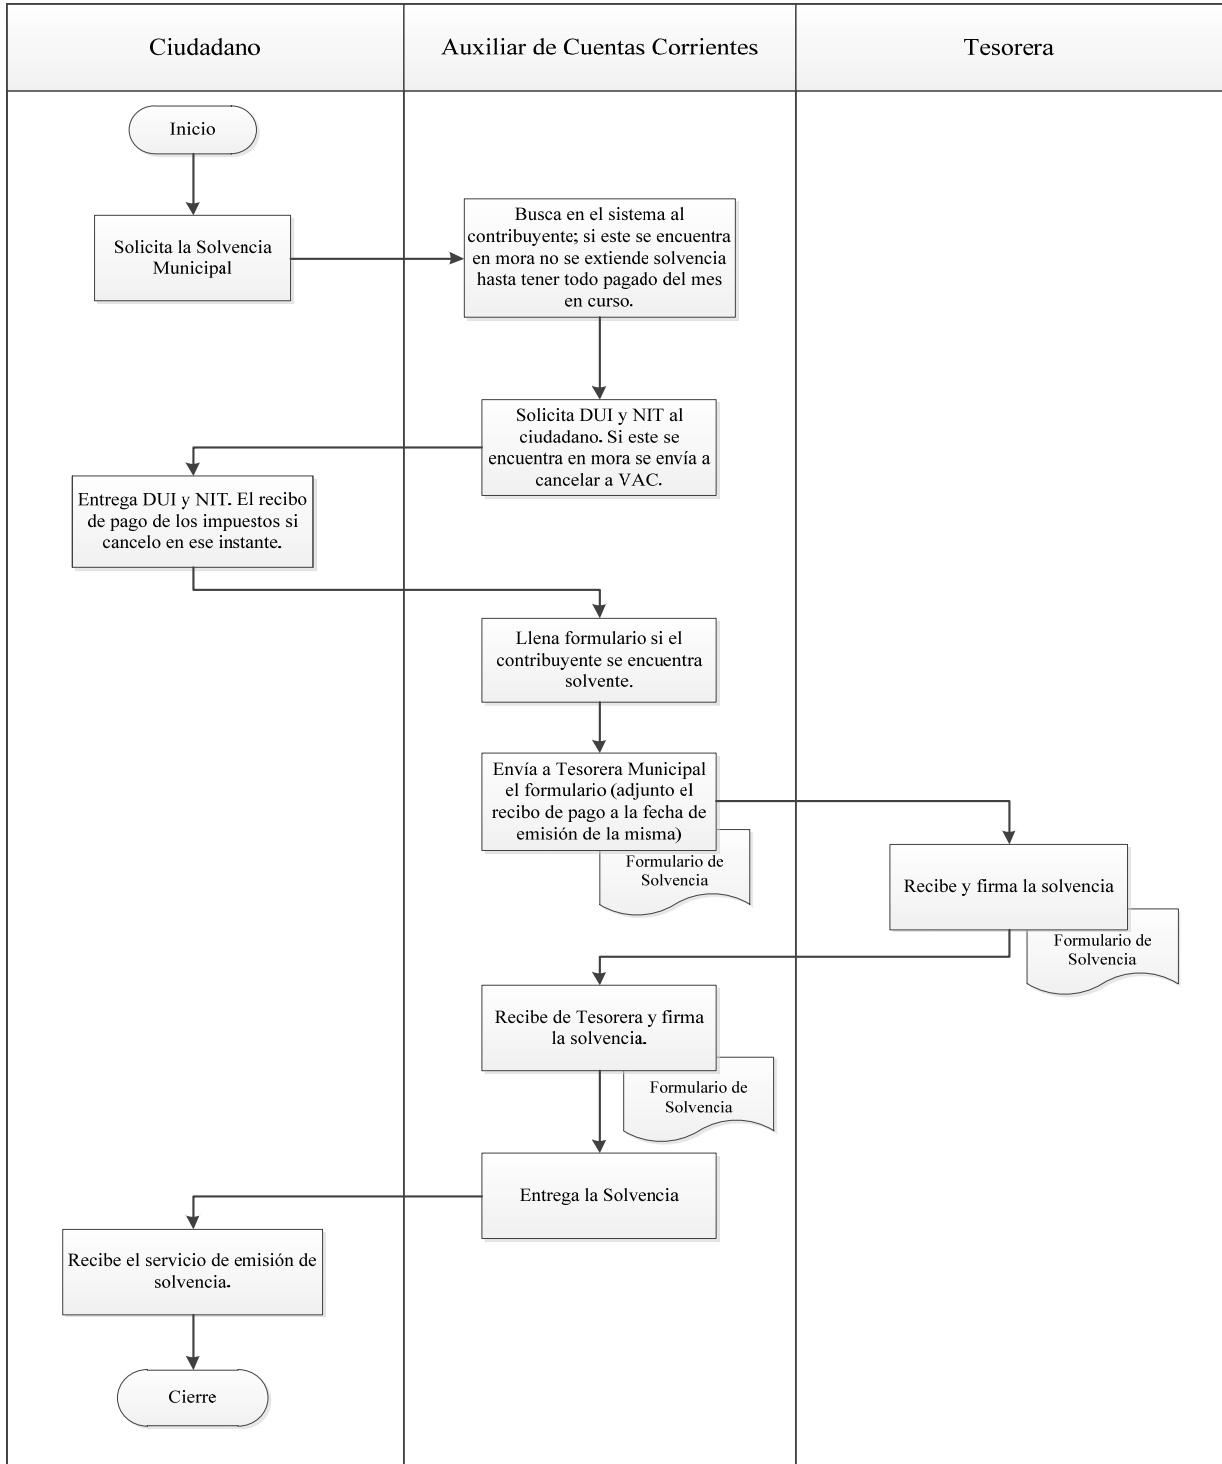 Ciudadano
Auxiliar de Cuentas Corrientes
Tesorera
Inicio
Solicita la Solvencia
Municipal
Busca en el sistema al
contribuyente; si este se encuentra
en mora no se extiende solvencia
hasta tener todo pagado del mes
en curso.
Solicita DUI y NIT al
ciudadano. Si este se
encuentra en mora se envía a
cancelar a VAC.
Entrega DUI y NIT. El recibo
de pago de los impuestos si
cancelo en ese instante.
Llena formulario si el
contribuyente se encuentra
solvente.
Envía a Tesorera Municipal
el formulario (adjunto el
recibo de pago a la fecha de
emisión de la misma)
Formulario de
Solvencia
Recibe y firma la solvencia
Formulario de
Solvencia
Recibe de Tesorera y firma
la solvencia.
Formulario de
Solvencia
Entrega la Solvencia
Recibe el servicio de emisión de
solvencia.
Cierre